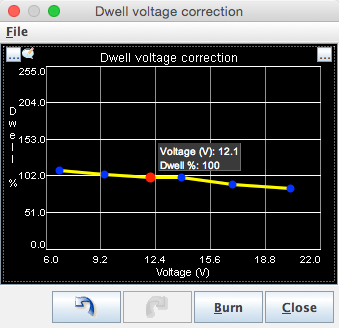 Dwell voltage correction
File
...
...
Dwell voltage correction
Dwell %
255.0
204.0
153.0
102.0
51.0
0.0
Voltage (V): 12.1
Dwell %: 100
6.0 9.2 12.4 15.6 18.8 22.0
Voltage (V)
Burn Close